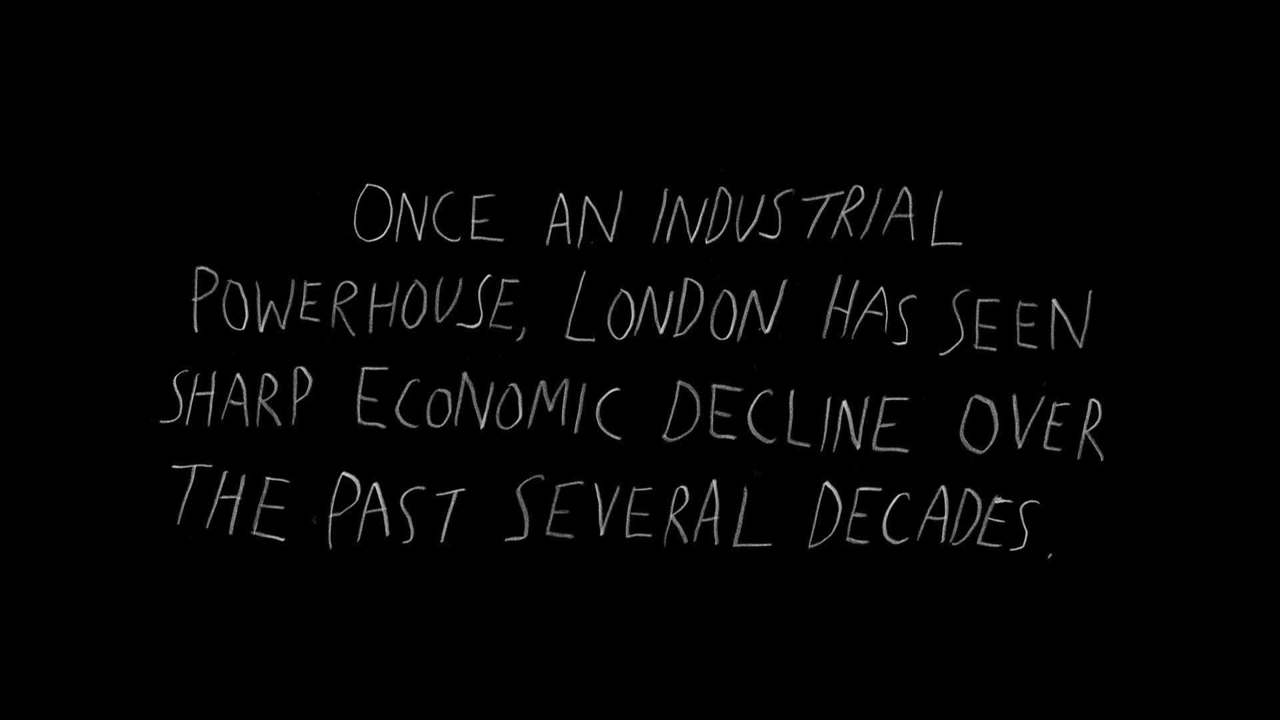 ONCE AN INDUSTRIAL
POWERHOUSE, LONDON HAS SEEN
SHARP ECONOMIC DECLINE OVER
THE PAST SEVERAL DECADES.